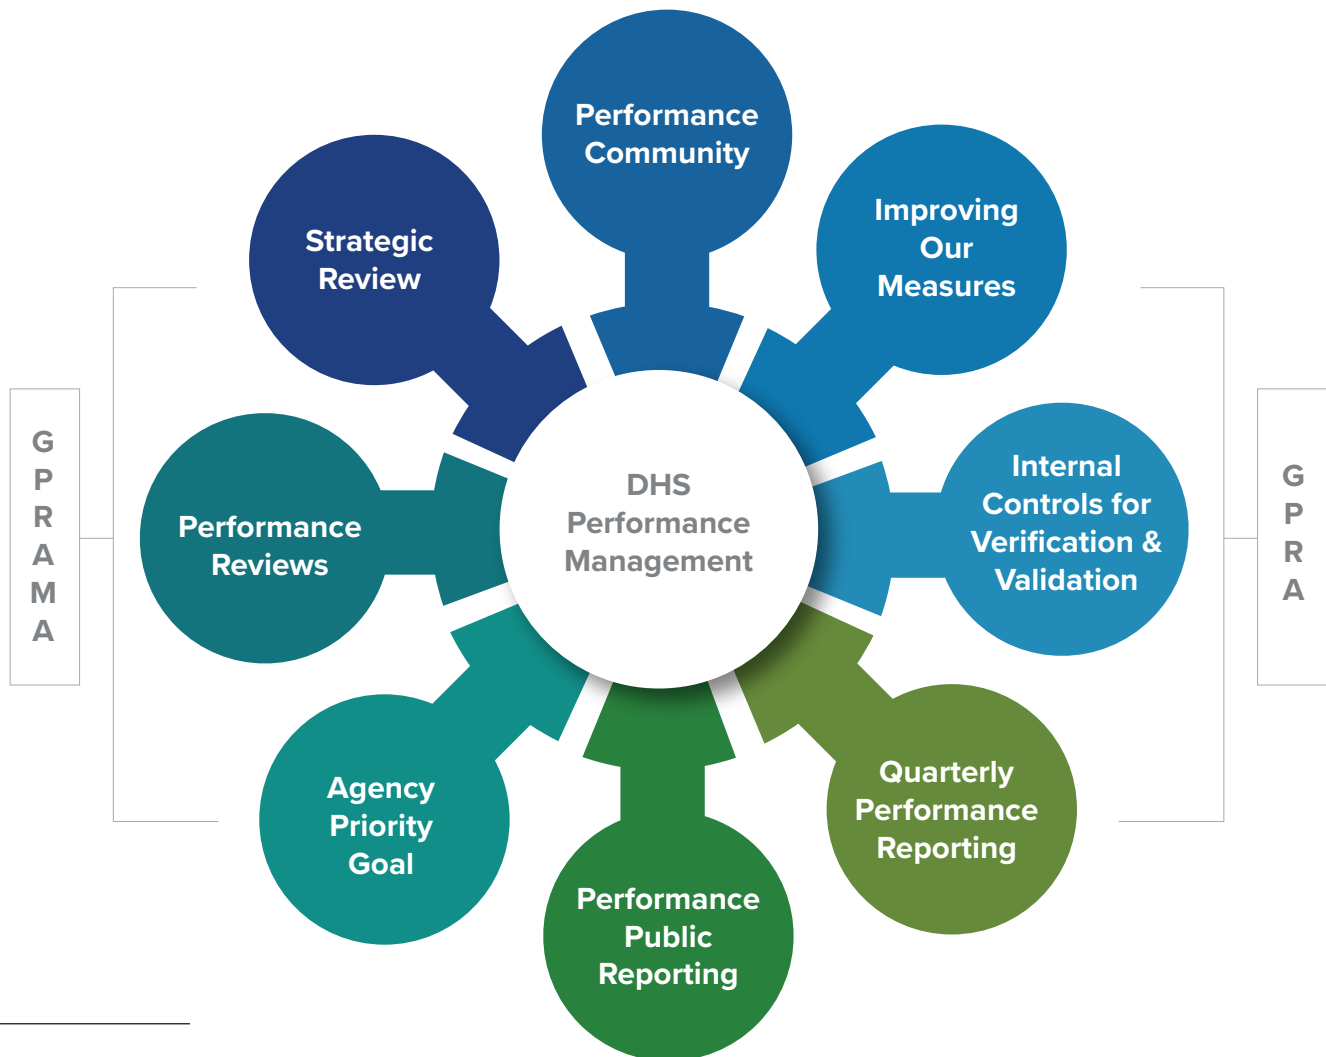 Performance
Community
Improving
Our
Measures
Strategic
Review
Internal
Controls for
Verification &
Validation
DHS
Performance
Management
Performance
Reviews
G
P
R
A
M
A
G
P
R
A
Quarterly
Performance
Reporting
Agency
Priority
Goal
Performance
Public
Reporting